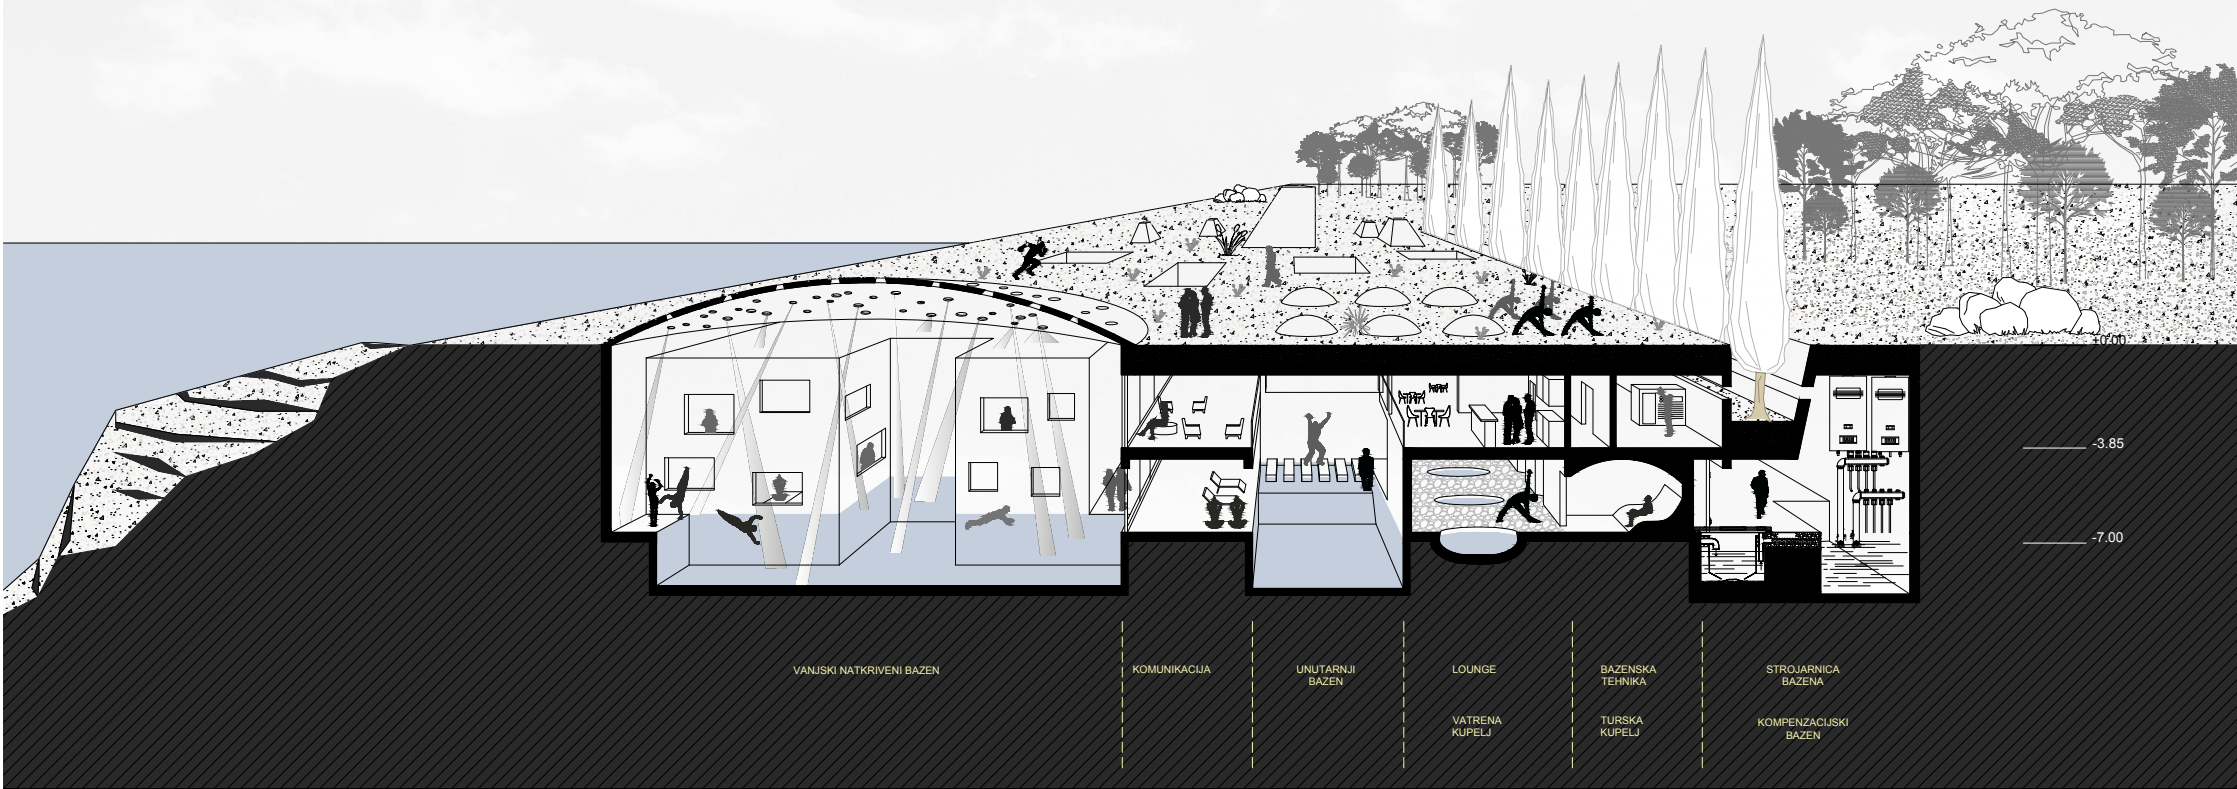 ±0.00
-3.85
-7.00
VANJSKI NATKRIVENI BAZEN
KOMUNIKACIJA
UNUTARNJI
BAZEN
LOUNGE
BAZENSKA
TEHNIKA
STROJARNICA
BAZENA
VATRENA
KUPELJ
TURSKA
KUPELJ
KOMPENZACIJSKI
BAZEN